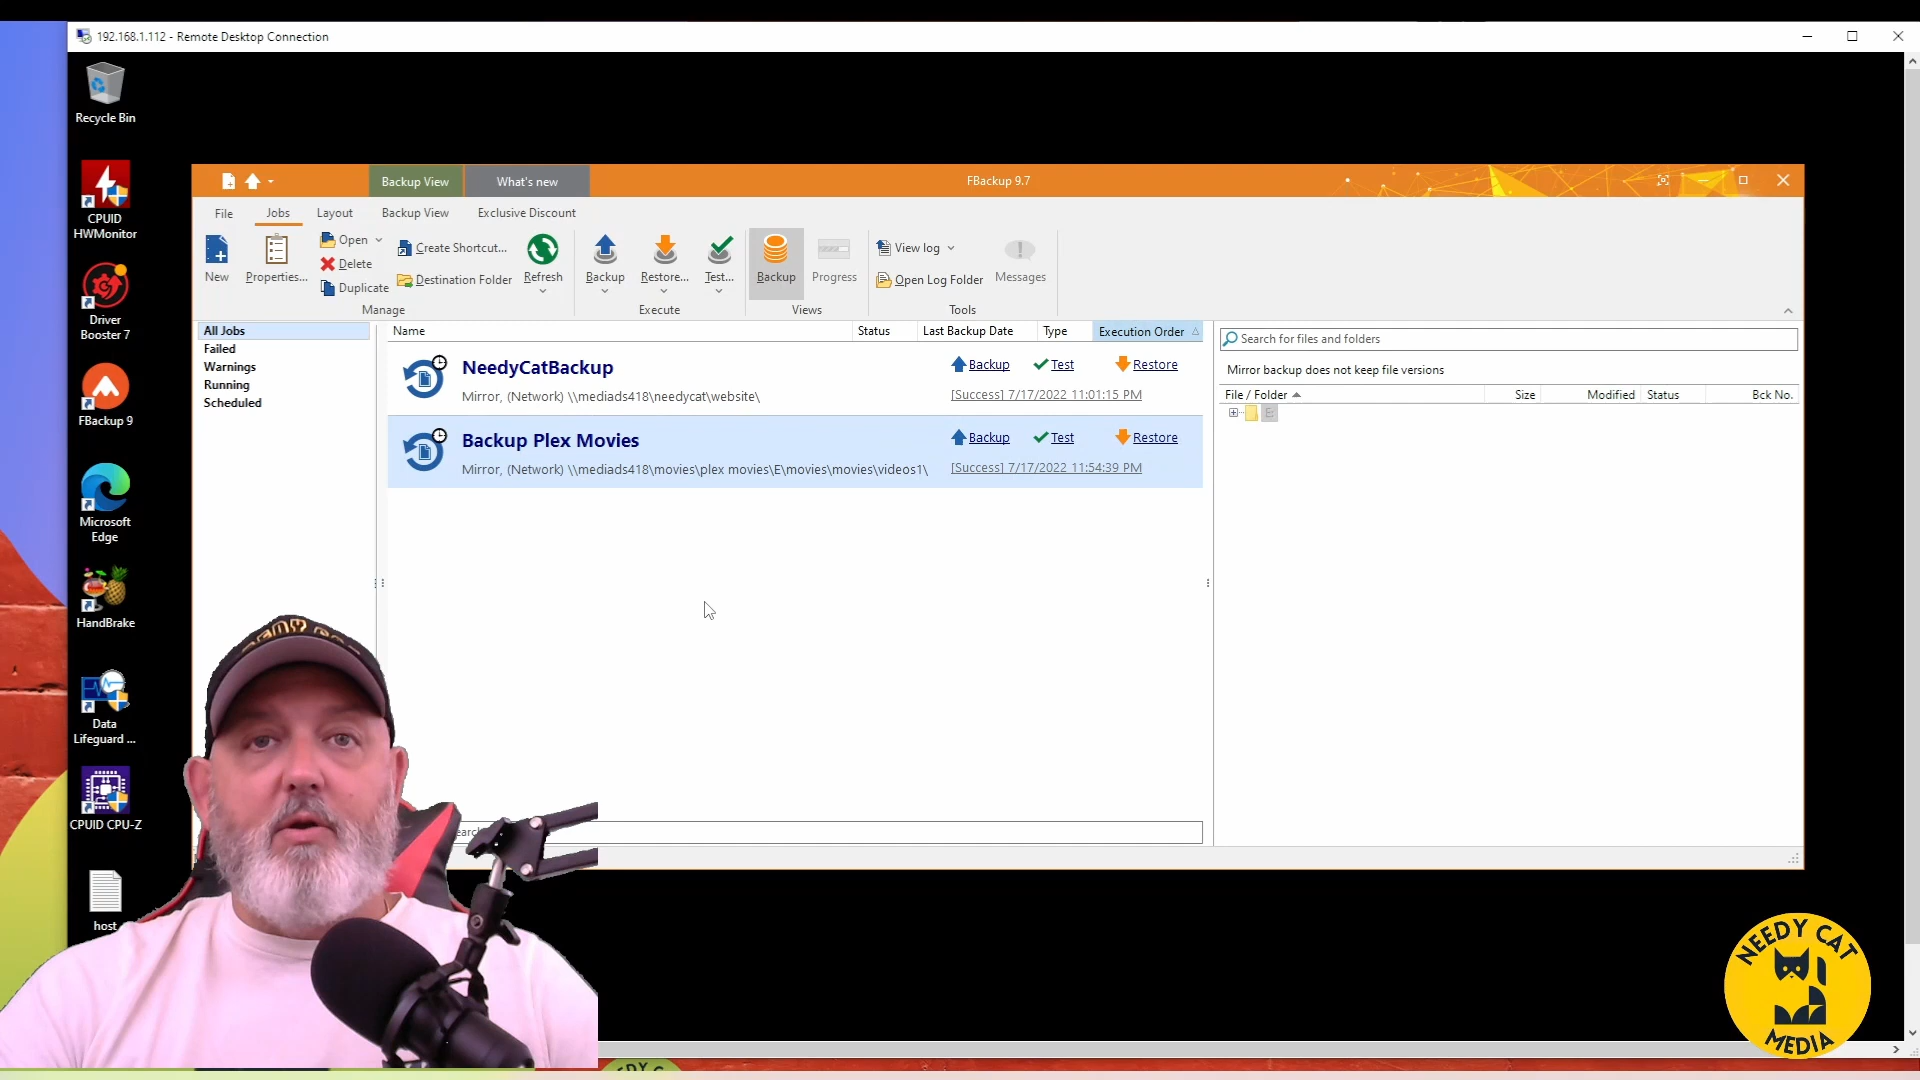 192.168.1.112 - Remote Desktop Connection
Recycle Bin
CPUID
HWMonitor
Driver
Booster 7
FBackup 9
Microsoft
Edge
HandBrake
Data
Lifeguard ...
CPUID CPU-Z
host
Backup View
What's new
FBackup 9.7
File
Jobs
Layout
Backup View
Exclusive Discount
New
Properties...
Open
Delete
Duplicate
Create Shortcut...
Destination Folder
Refresh
Manage
Backup
Restore...
Test...
Execute
Backup
Progress
Views
View log
Open Log Folder
Messages
Tools
All Jobs
Failed
Warnings
Running
Scheduled
Name
Status
Last Backup Date
Type
Execution Order
NeedyCatBackup
Backup
Test
Restore
Mirror, (Network) \\mediads418\needycat\website\
[Success] 7/17/2022 11:01:15 PM
Backup Plex Movies
Backup
Test
Restore
Mirror, (Network) \\mediads418\movies\plex movies\E\movies\movies\videos1\
[Success] 7/17/2022 11:54:39 PM
Search for files and folders
Mirror backup does not keep file versions
File / Folder
Size
Modified
Status
Bck No.
E:
NEEDY CAT
MEDIA